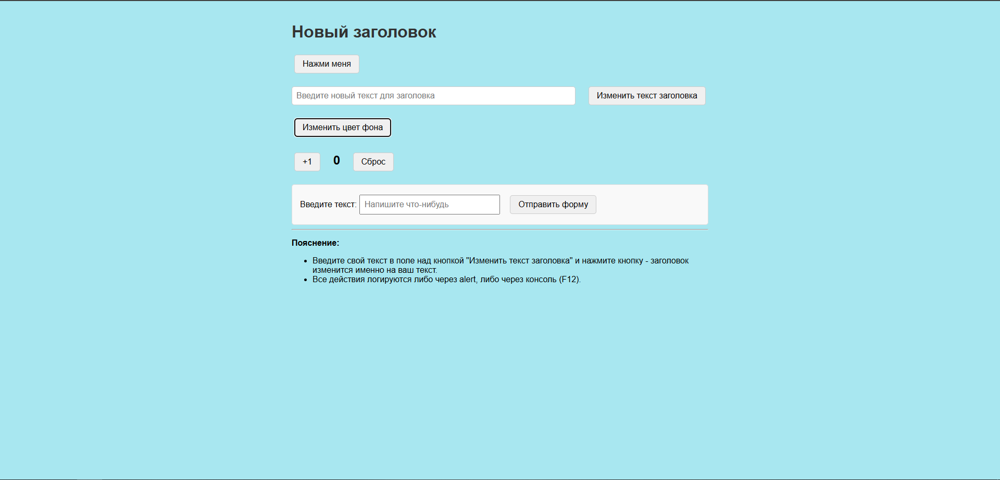 Новый заголовок
Нажми меня
Введите новый текст для заголовка Изменить текст заголовка
Изменить цвет фона
+1 0 Сброс
Введите текст: Напишите что-нибудь Отправить форму
Пояснение:
• Введите свой текст в поле над кнопкой "Изменить текст заголовка" и нажмите кнопку - заголовок
изменится именно на ваш текст.
• Все действия логируются либо через alert, либо через консоль (F12).